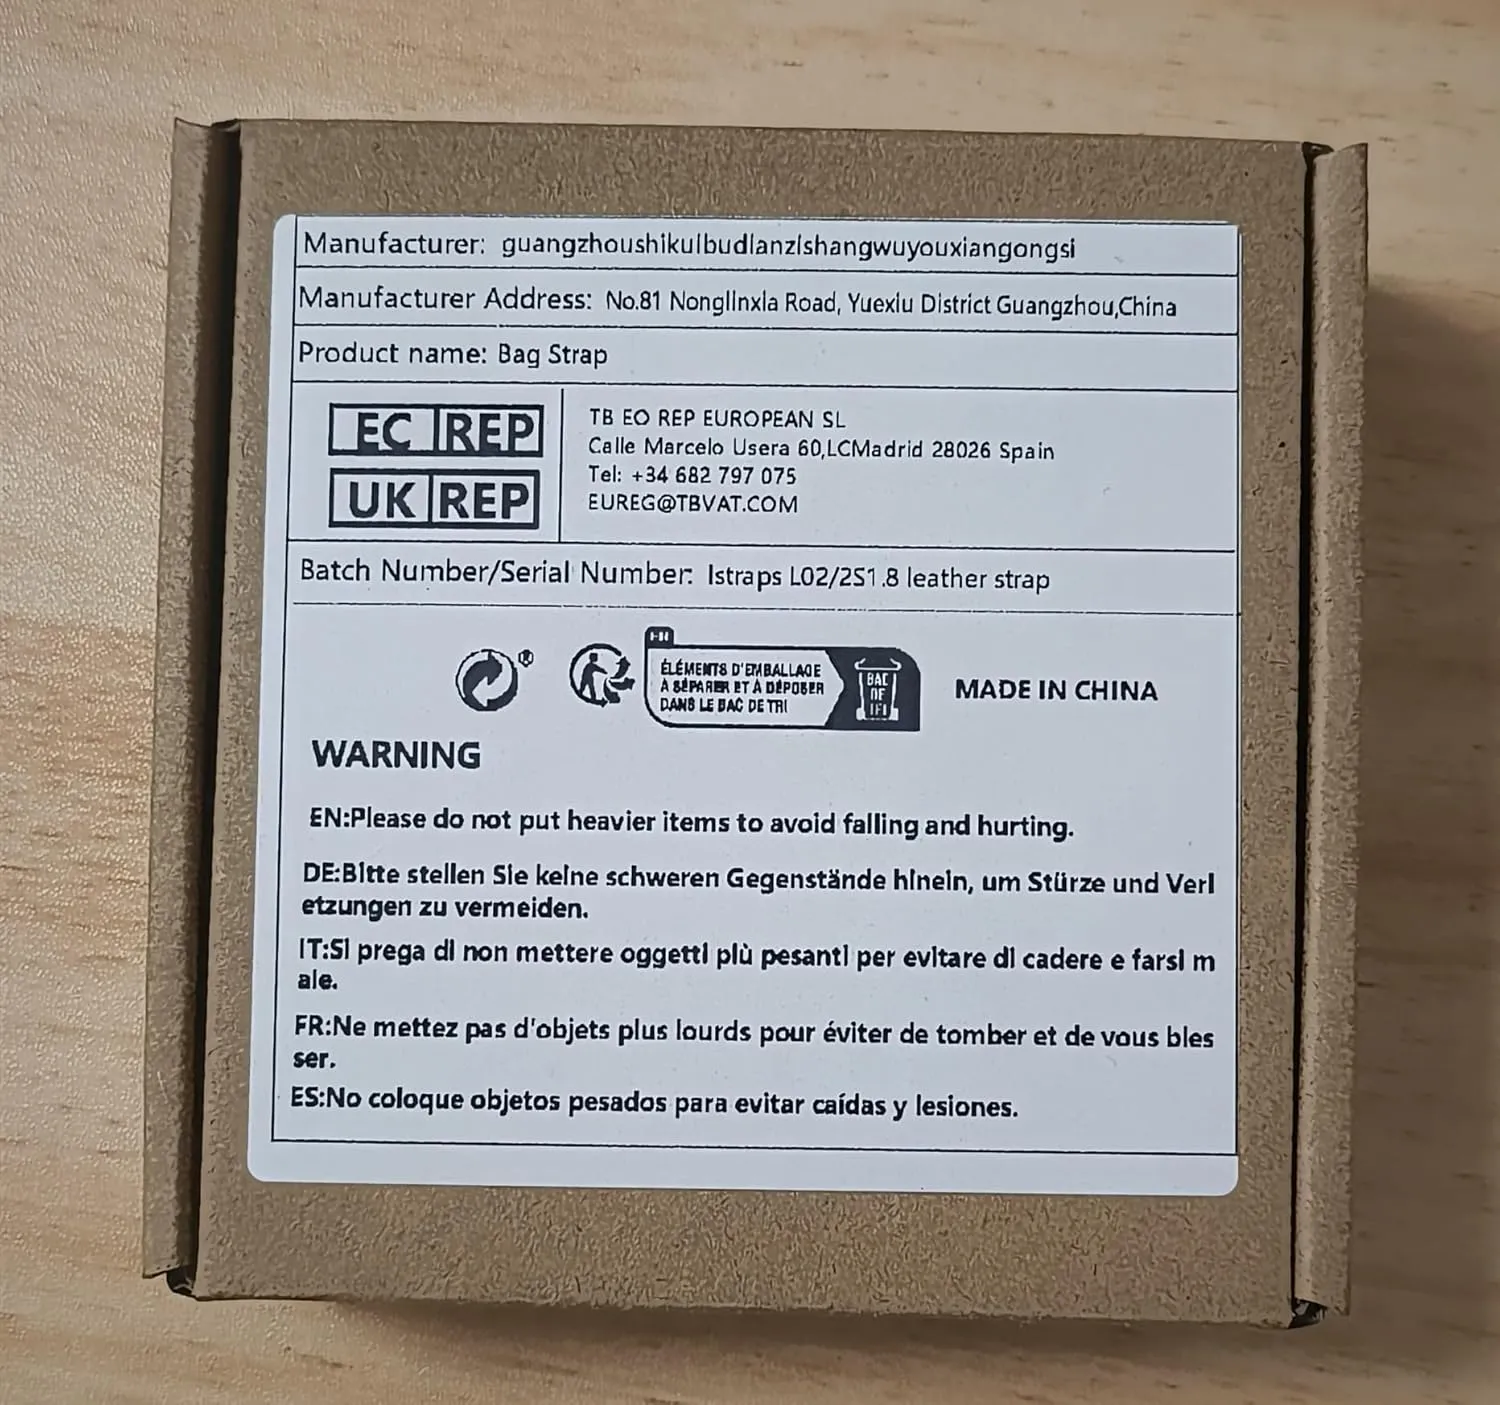 Manufacturer: guangzhoushikuibudianzishangwuyouxiangongsi
Manufacturer Address: No.81 Nonglinxia Road, Yuexiu District Guangzhou,China
Product name: Bag Strap
EC REP
UK REP
TB EO REP EUROPEAN SL
Calle Marcelo Usera 60,LCMadrid 28026 Spain
Tel: +34 682 797 075
EUREG@TBVAT.COM
Batch Number/Serial Number: Istraps L02/2S1.8 leather strap
®
ÉLÉMENTS D'EMBALLAGE
À SÉPARER ET À DÉPOSER
DANS LE BAC DE TRI
BAC
DE
TRI
MADE IN CHINA
WARNING
EN:Please do not put heavier items to avoid falling and hurting.
DE:Bitte stellen Sie keine schweren Gegenstände hinein, um Stürze und Verl
etzungen zu vermeiden.
IT:Si prega di non mettere oggetti più pesanti per evitare di cadere e farsi m
ale.
FR:Ne mettez pas d'objets plus lourds pour éviter de tomber et de vous bles
ser.
ES:No coloque objetos pesados para evitar caídas y lesiones.